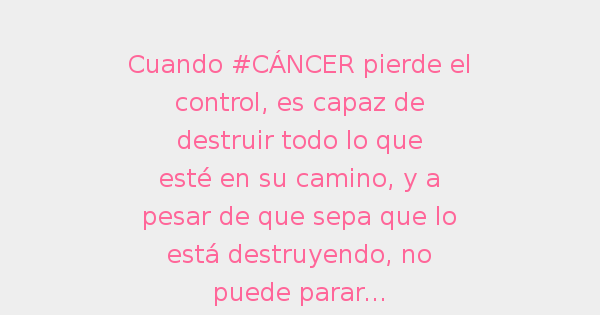 Cuando #CÁNCER pierde el
control, es capaz de
destruir todo lo que
esté en su camino, y a
pesar de que sepa que lo
está destruyendo, no
puede parar...